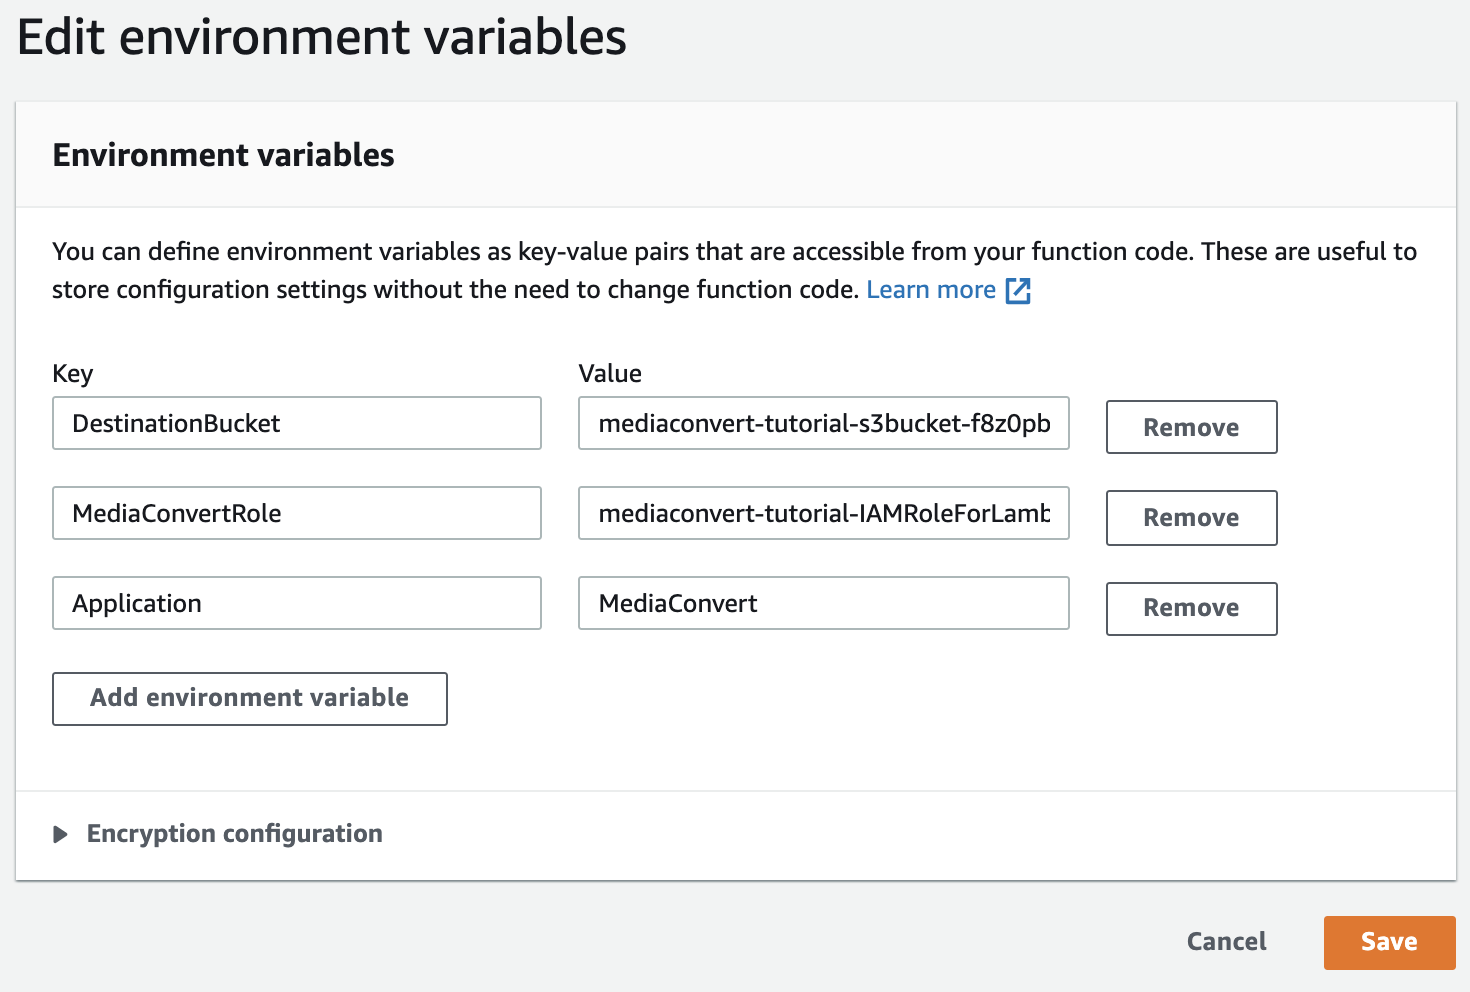 Edit environment variables
Environment variables
You can define environment variables as key-value pairs that are accessible from your function code. These are useful to
store configuration settings without the need to change function code. Learn more
Key Value
DestinationBucket mediaconvert-tutorial-s3bucket-f8z0pb Remove
MediaConvertRole mediaconvert-tutorial-IAMRoleForLamb Remove
Application MediaConvert Remove
Add environment variable
Encryption configuration
Cancel Save